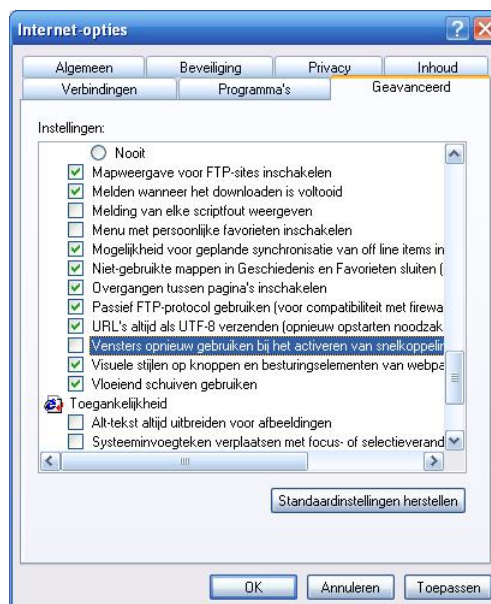 Internet-opties
Algemeen Beveiliging Privacy Inhoud
Verbindingen Programma's Geavanceerd
Instellingen:
Nooit
Mapweergave voor FTP-sites inschakelen
Melden wanneer het downloaden is voltooid
Melding van elke scriptfout weergeven
Menu met persoonlijke favorieten inschakelen
Mogelijkheid voor geplande synchronisatie van off line items in
Niet-gebruikte mappen in Geschiedenis en Favorieten sluiten (
Overgangen tussen pagina's inschakelen
Passief FTP-protocol gebruiken (voor compatibiliteit met firewa
URL's altijd als UTF-8 verzenden (opnieuw opstarten noodzak
Vensters opnieuw gebruiken bij het activeren van snelkoppelin
Visuele stijlen op knoppen en besturingselementen van webpa
Vloeiend schuiven gebruiken
Toegankelijkheid
Alt-tekst altijd uitbreiden voor afbeeldingen
Systeeminvoegteken verplaatsen met focus- of selectieverand
Standaardinstellingen herstellen
OK Annuleren Toepassen